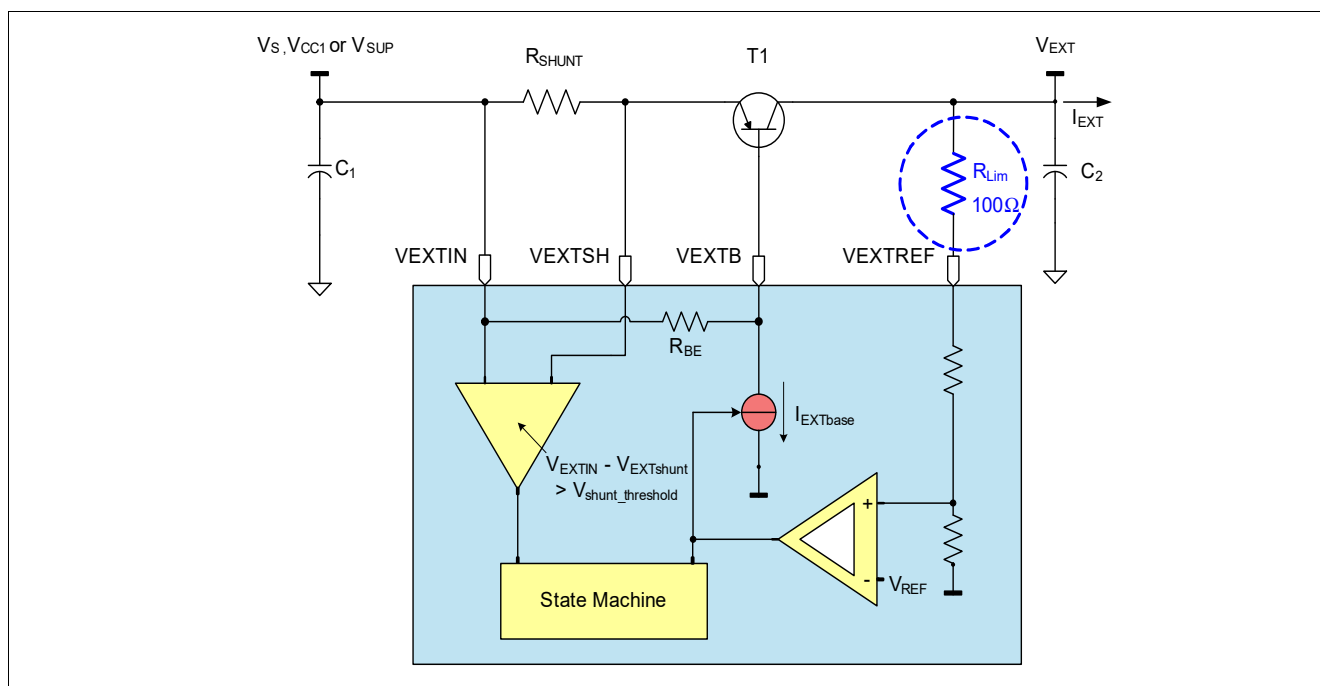 VS ,VCC1 or VSUP
RSHUNT
T1
VEXT
IEXT
C1
RLim
100Ω
C2
VEXTIN
VEXTSH
VEXTB
VEXTREF
RBE
IEXTbase
VEXTIN - VEXTshunt
> Vshunt_threshold
+
-
VREF
State Machine